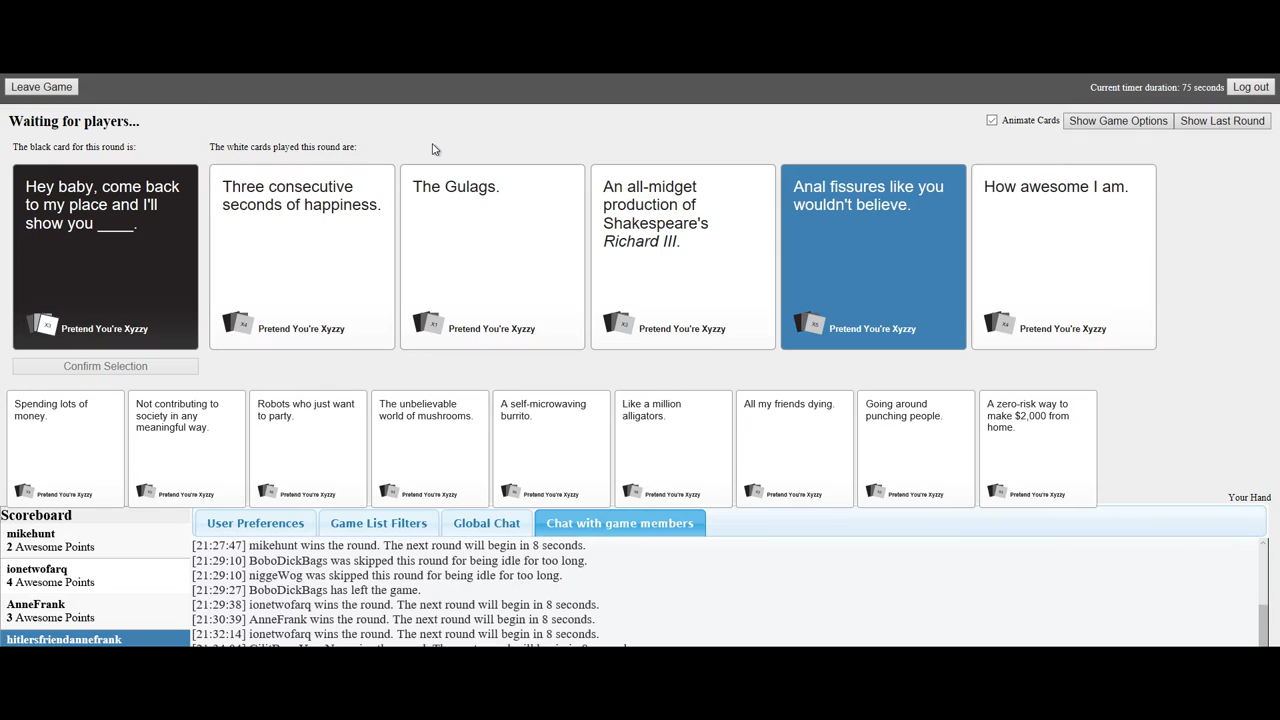 Leave Game
Current timer duration: 75 seconds
Log out
Waiting for players...
Animate Cards
Show Game Options
Show Last Round
The black card for this round is:
The white cards played this round are:
Hey baby, come back
to my place and I'll
show you ____.
X3
Pretend You're Xyzzy
Three consecutive
seconds of happiness.
X4
Pretend You're Xyzzy
The Gulags.
Pretend You're Xyzzy
An all-midget
production of
Shakespeare's
Richard III.
Pretend You're Xyzzy
Anal fissures like you
wouldn't believe.
X5
Pretend You're Xyzzy
How awesome I am.
X4
Pretend You're Xyzzy
Confirm Selection
Spending lots of
money.
Pretend You're Xyzzy
Not contributing to
society in any
meaningful way.
Pretend You're Xyzzy
Robots who just want
to party.
Pretend You're Xyzzy
The unbelievable
world of mushrooms.
Pretend You're Xyzzy
A self-microwaving
burrito.
Pretend You're Xyzzy
Like a million
alligators.
Pretend You're Xyzzy
All my friends dying.
Pretend You're Xyzzy
Going around
punching people.
Pretend You're Xyzzy
A zero-risk way to
make $2,000 from
home.
Pretend You're Xyzzy
Your Hand
Scoreboard
mikehunt
2 Awesome Points
ionetwofarq
4 Awesome Points
AnneFrank
3 Awesome Points
hitlersfriendannefrank
User Preferences
Game List Filters
Global Chat
Chat with game members
[21:27:47] mikehunt wins the round. The next round will begin in 8 seconds.
[21:29:10] BoboDickBags was skipped this round for being idle for too long.
[21:29:10] niggeWog was skipped this round for being idle for too long.
[21:29:27] BoboDickBags has left the game.
[21:29:38] ionetwofarq wins the round. The next round will begin in 8 seconds.
[21:30:39] AnneFrank wins the round. The next round will begin in 8 seconds.
[21:32:14] ionetwofarq wins the round. The next round will begin in 8 seconds.